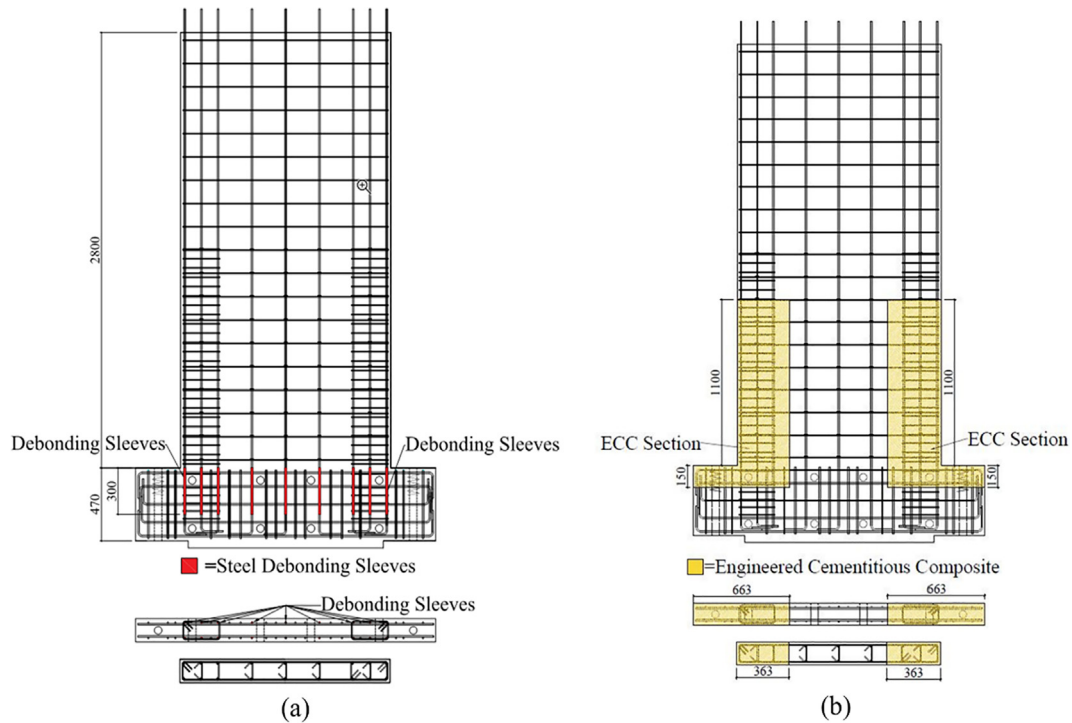 2800
Debonding Sleeves
Debonding Sleeves
470
300
=Steel Debonding Sleeves
Debonding Sleeves
(a)
1100
1100
ECC Section
ECC Section
150
150
=Engineered Cementitious Composite
663
663
363
363
(b)